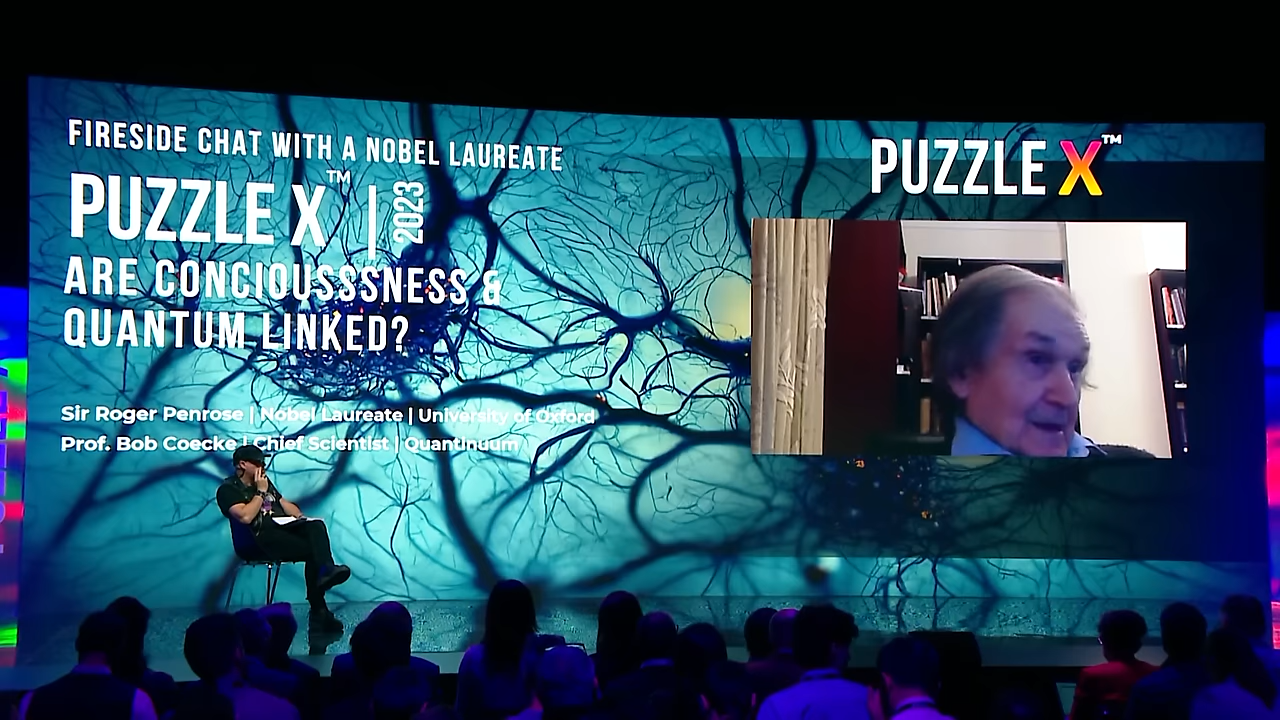 FIRESIDE CHAT WITH A NOBEL LAUREATE
PUZZLE X™ | 2023
ARE CONCIOUSSSNESS &
QUANTUM LINKED?
Sir Roger Penrose | Nobel Laureate | University of Oxford
Prof. Bob Coecke | Chief Scientist | Quantinuum
PUZZLE X™